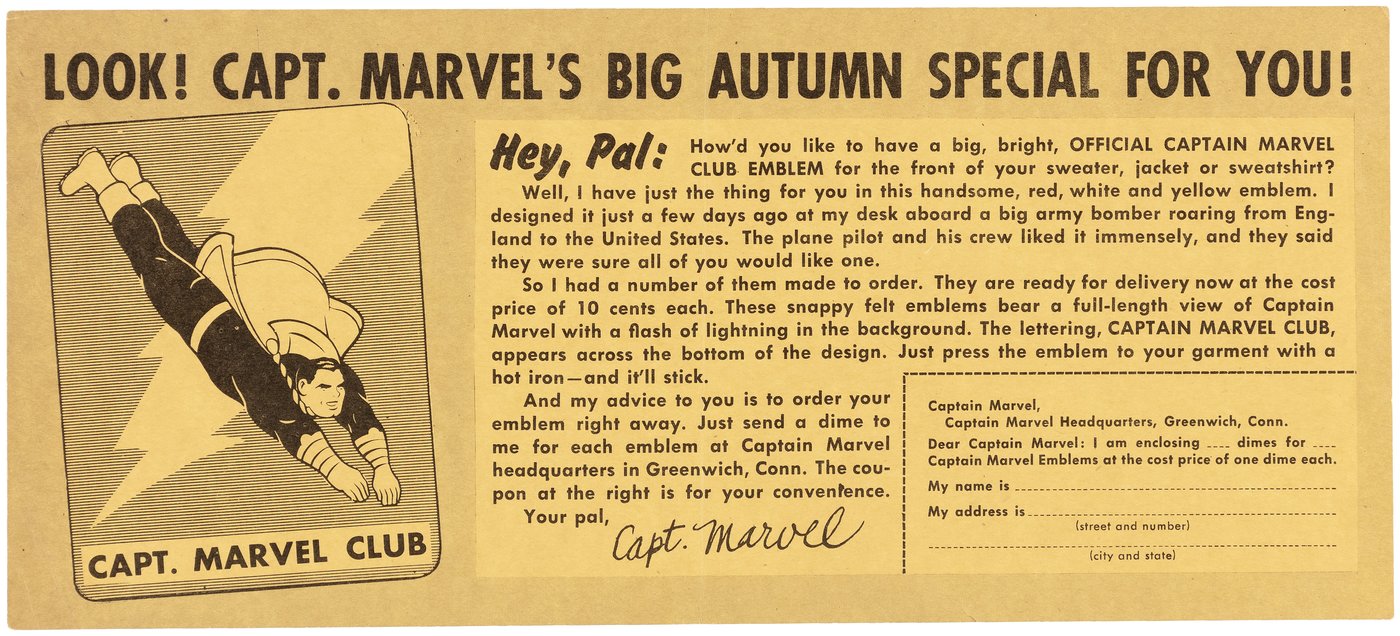 LOOK! CAPT. MARVEL'S BIG AUTUMN SPECIAL FOR YOU!
CAPT. MARVEL CLUB
Hey, Pal: How'd you like to have a big, bright, OFFICIAL CAPTAIN MARVEL
CLUB EMBLEM for the front of your sweater, jacket or sweatshirt?
Well, I have just the thing for you in this handsome, red, white and yellow emblem. I
designed it just a few days ago at my desk aboard a big army bomber roaring from Eng-
land to the United States. The plane pilot and his crew liked it immensely, and they said
they were sure all of you would like one.
So I had a number of them made to order. They are ready for delivery now at the cost
price of 10 cents each. These snappy felt emblems bear a full-length view of Captain
Marvel with a flash of lightning in the background. The lettering, CAPTAIN MARVEL CLUB,
appears across the bottom of the design. Just press the emblem to your garment with a
hot iron—and it'll stick.
And my advice to you is to order your
emblem right away. Just send a dime to
me for each emblem at Captain Marvel
headquarters in Greenwich, Conn. The cou-
pon at the right is for your convenience.
Your pal,
Capt. Marvel
Captain Marvel,
Captain Marvel Headquarters, Greenwich, Conn.
Dear Captain Marvel: I am enclosing ____ dimes for ____
Captain Marvel Emblems at the cost price of one dime each.
My name is
My address is
(street and number)
(city and state)